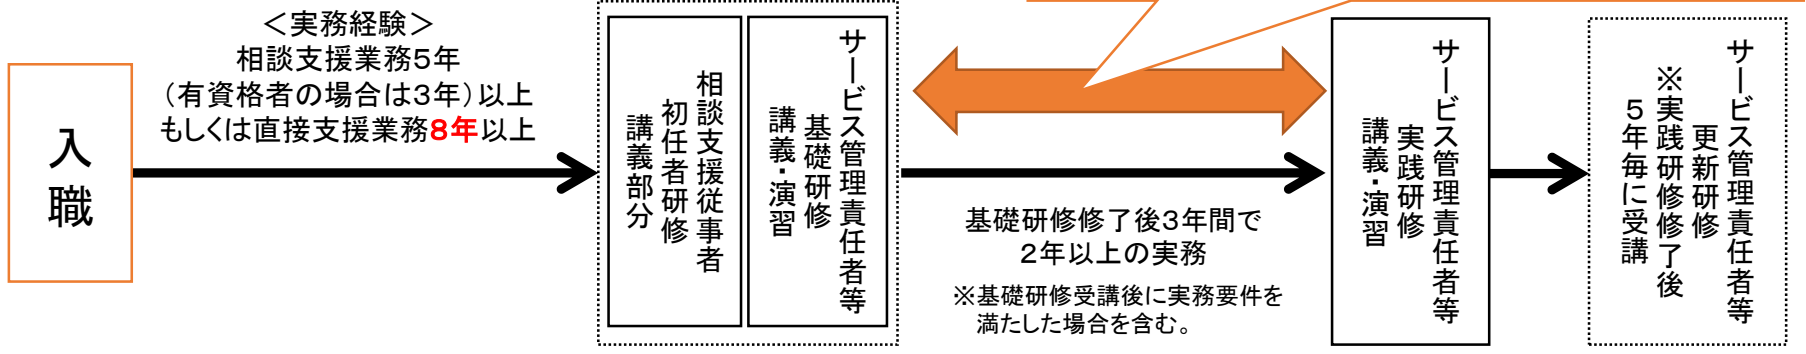 入職
＜実務経験＞
相談支援業務５年
（有資格者の場合は３年）以上
もしくは直接支援業務８年以上
相談支援従事者
初任者研修
講義部分
サービス管理責任者等
基礎研修
講義・演習
基礎研修修了後３年間で
２年以上の実務
※基礎研修受講後に実務要件を
満たした場合を含む。
サービス管理責任者等
実践研修
講義・演習
サービス管理責任者等
更新研修
※実践研修修了後
５年毎に受講